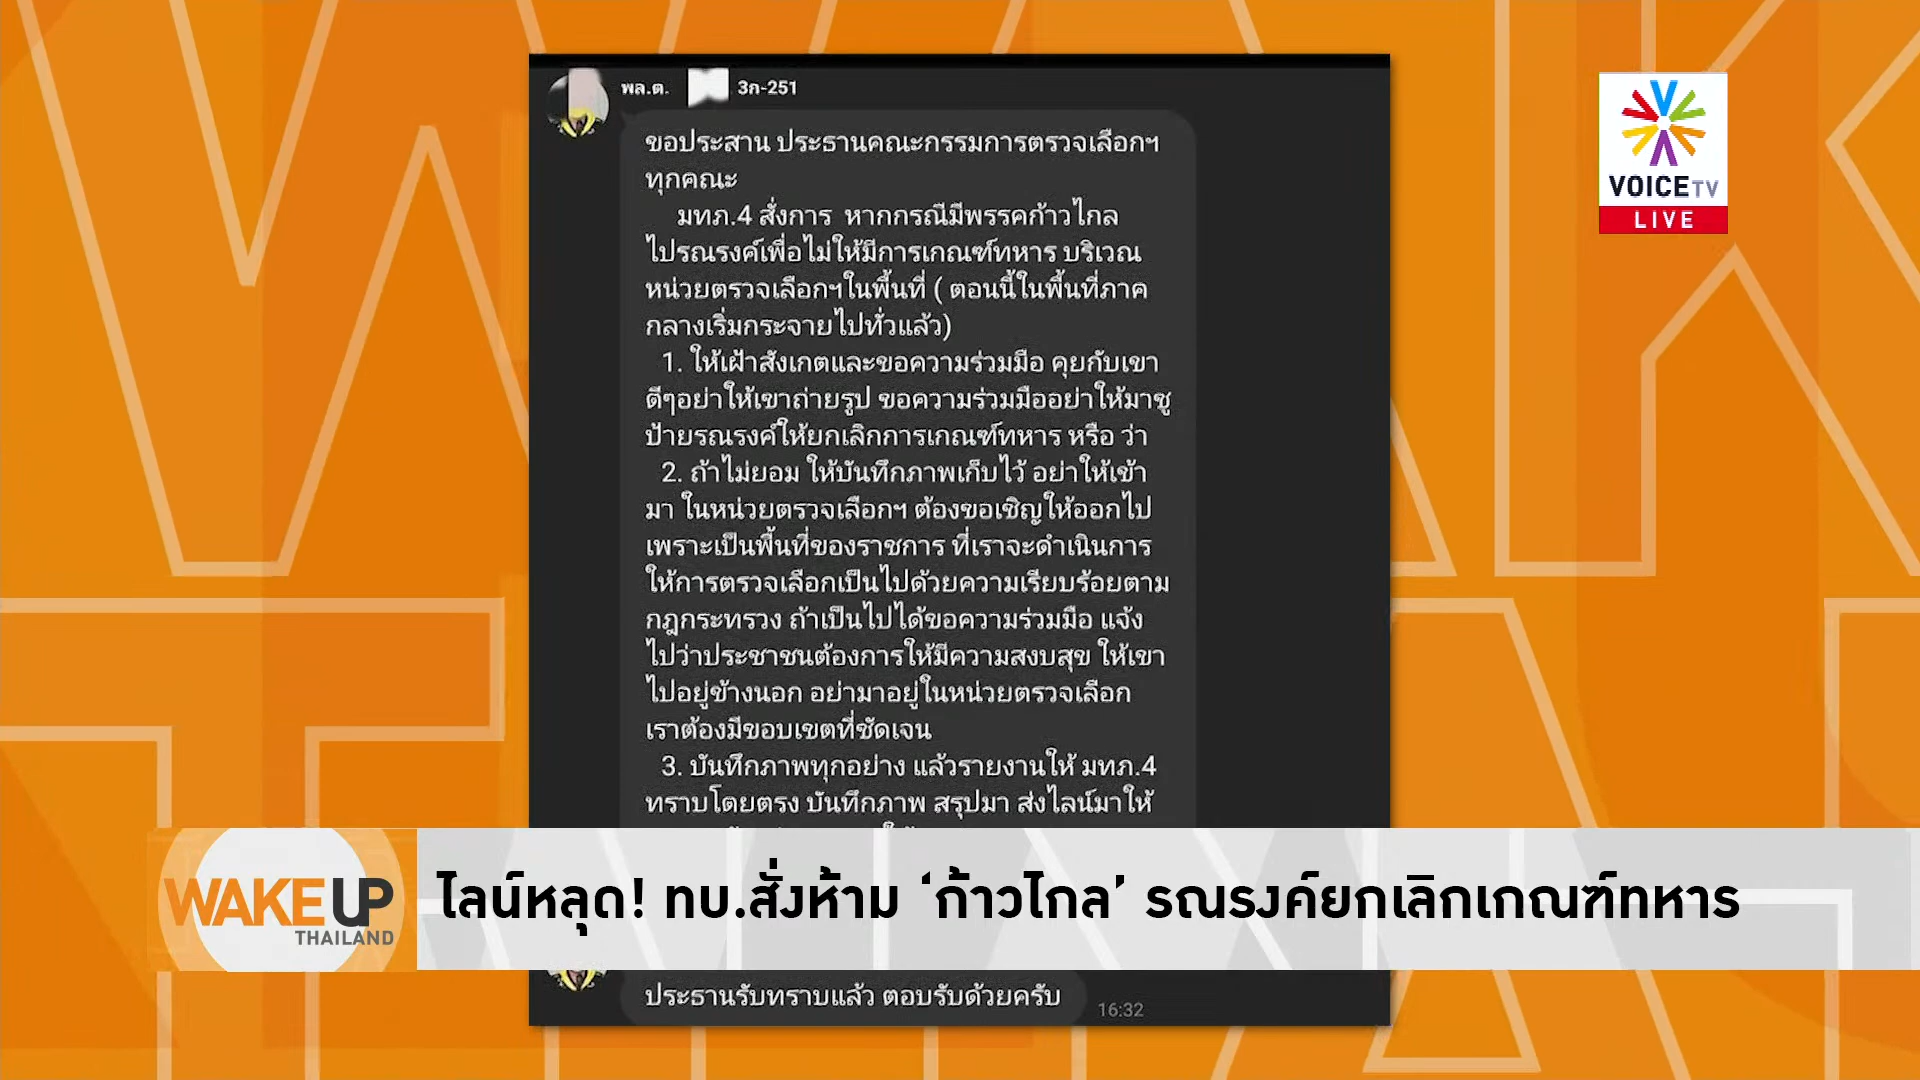 พล.ต. 3ก-251
ขอประสาน ประธานคณะกรรมการตรวจเลือกฯ
ทุกคณะ
มทภ.4 สั่งการ หากกรณีมีพรรคก้าวไกล
ไปรณรงค์เพื่อไม่ให้มีการเกณฑ์ทหาร บริเวณ
หน่วยตรวจเลือกฯในพื้นที่ ( ตอนนี้ในพื้นที่ภาค
กลางเริ่มกระจายไปทั่วแล้ว)
1. ให้เฝ้าสังเกตและขอความร่วมมือ คุยกับเขา
ดีๆอย่าให้เขาถ่ายรูป ขอความร่วมมืออย่าให้มาชู
ป้ายรณรงค์ให้ยกเลิกการเกณฑ์ทหาร หรือ ว่า
2. ถ้าไม่ยอม ให้บันทึกภาพเก็บไว้ อย่าให้เข้า
มา ในหน่วยตรวจเลือกฯ ต้องขอเชิญให้ออกไป
เพราะเป็นพื้นที่ของราชการ ที่เราจะดำเนินการ
ให้การตรวจเลือกเป็นไปด้วยความเรียบร้อยตาม
กฎกระทรวง ถ้าเป็นไปได้ขอความร่วมมือ แจ้ง
ไปว่าประชาชนต้องการให้มีความสงบสุข ให้เขา
ไปอยู่ข้างนอก อย่ามาอยู่ในหน่วยตรวจเลือก
เราต้องมีขอบเขตที่ชัดเจน
3. บันทึกภาพทุกอย่าง แล้วรายงานให้ มทภ.4
ทราบโดยตรง บันทึกภาพ สรุปมา ส่งไลน์มาให้
ประธานรับทราบแล้ว ตอบรับด้วยครับ
16:32
VOICE TV
LIVE
WAKE UP
THAILAND
ไลน์หลุด! ทบ.สั่งห้าม ‘ก้าวไกล’ รณรงค์ยกเลิกเกณฑ์ทหาร